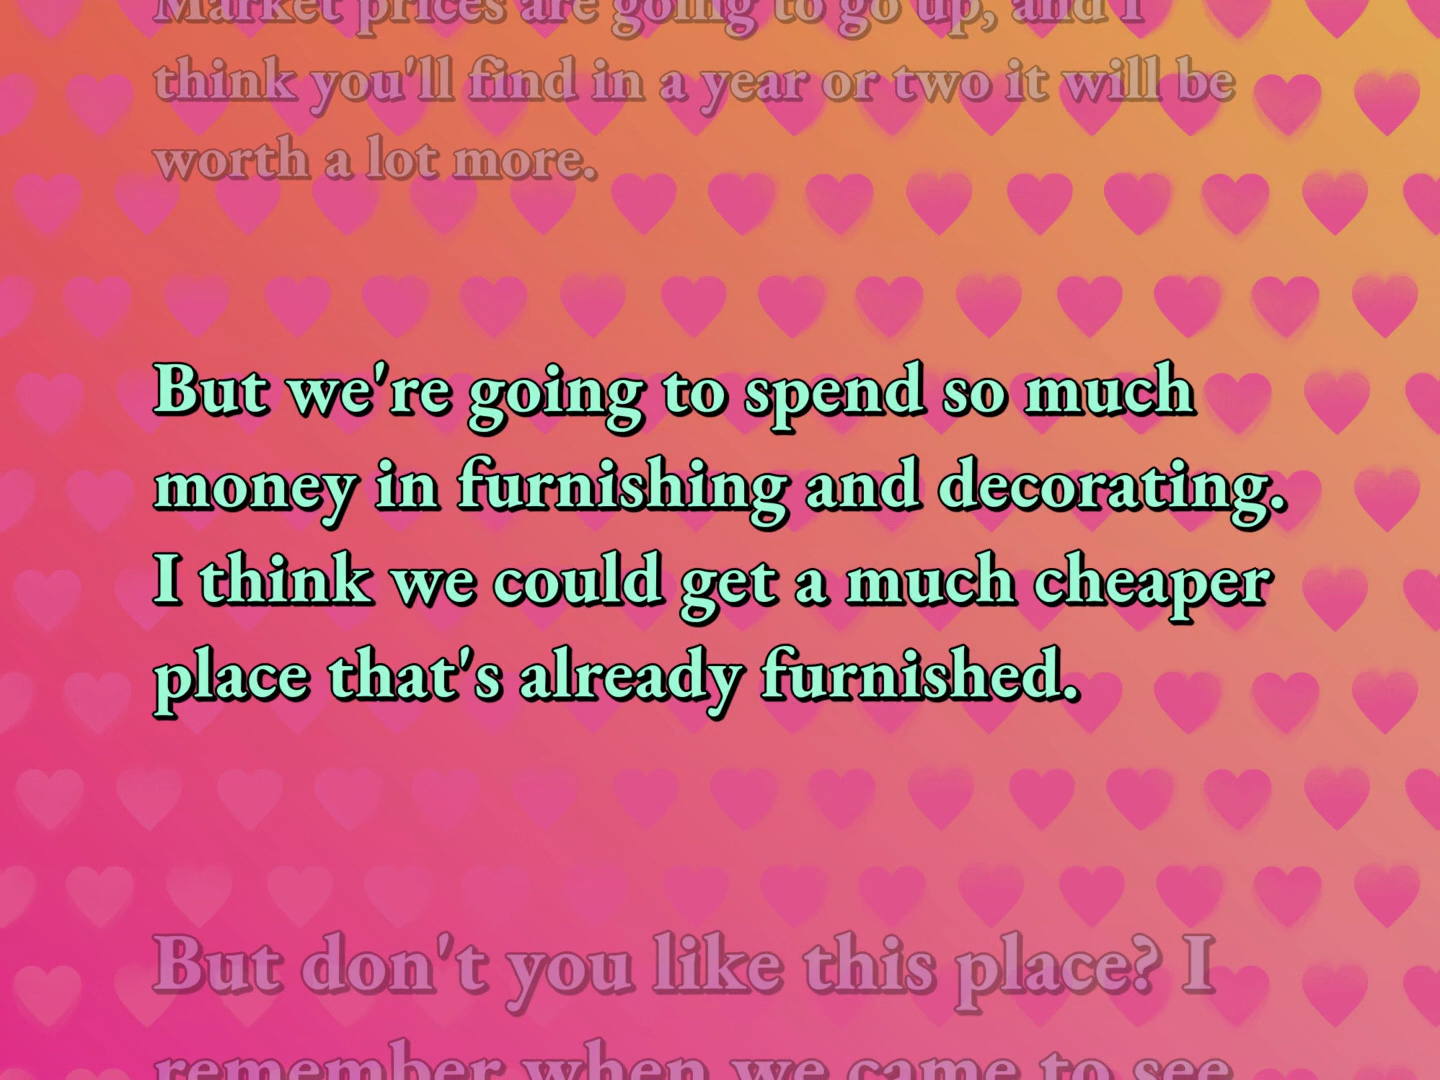 Market prices are going to go up, and I
think you'll find in a year or two it will be
worth a lot more.
But we're going to spend so much
money in furnishing and decorating.
I think we could get a much cheaper
place that's already furnished.
But don't you like this place? I
remember when we came to see